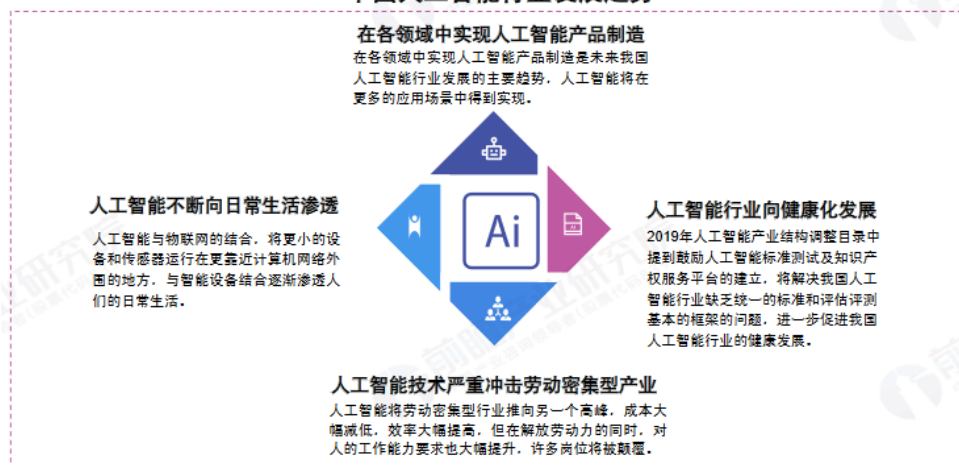 在各领域中实现人工智能产品制造
在各领域中实现人工智能产品制造是未来我国
人工智能行业发展的主要趋势，人工智能将在
更多的应用场景中得到实现。
人工智能不断向日常生活渗透
人工智能与物联网的结合，将更小的设
备和传感器运行在更靠近计算机网络外
围的地方，与智能设备结合逐渐渗透人
们的日常生活。
Ai
人工智能行业向健康化发展
2019年人工智能产业结构调整目录中
提到鼓励人工智能标准测试及知识产
权服务平台的建立，将解决我国人工
智能行业缺乏统一的标准和评估评测
基本的框架的问题，进一步促进我国
人工智能行业的健康发展。
人工智能技术严重冲击劳动密集型产业
人工智能将劳动密集型行业推向另一个高峰，成本大
幅减低，效率大幅提高，但在解放劳动力的同时，对
人的工作能力要求也大幅提升，许多岗位将被颠覆。